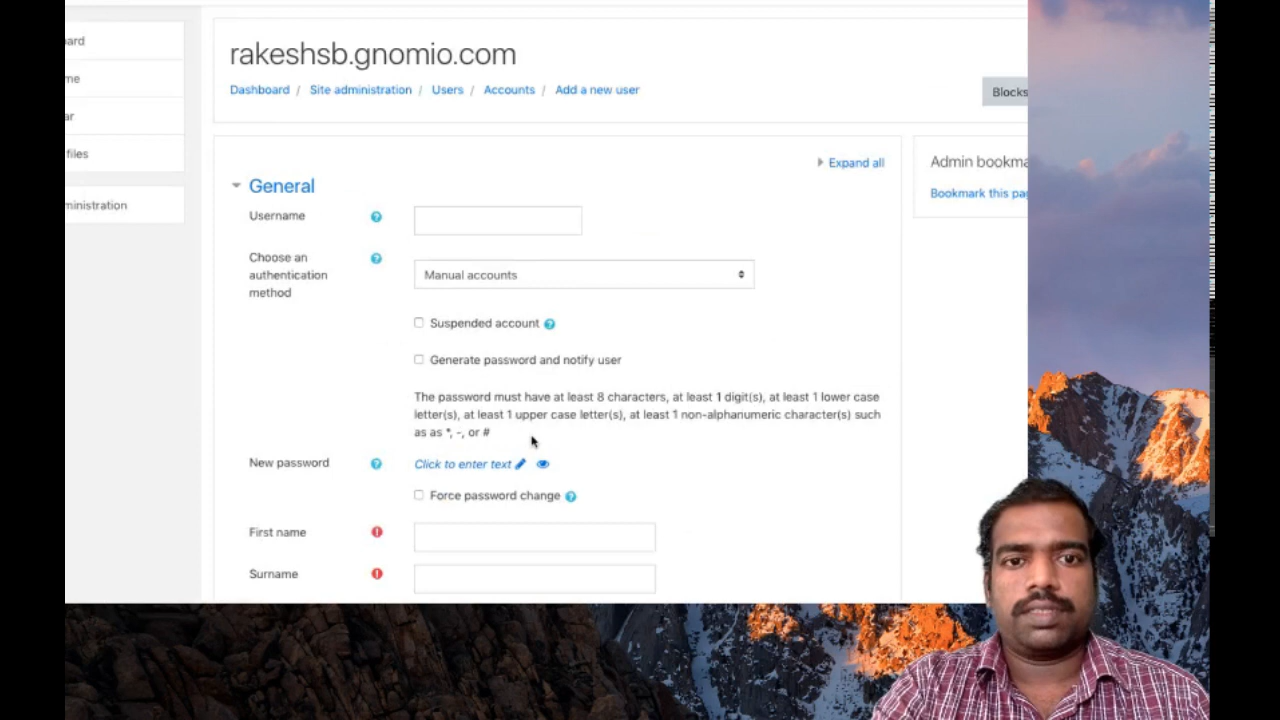 ard
rakeshsb.gnomio.com
me
Dashboard / Site administration / Users / Accounts / Add a new user
Blocks
ar
files
Expand all
Admin bookma
General
Bookmark this pag
ministration
Username
Choose an
authentication
method
Manual accounts
Suspended account
Generate password and notify user
The password must have at least 8 characters, at least 1 digit(s), at least 1 lower case
letter(s), at least 1 upper case letter(s), at least 1 non-alphanumeric character(s) such
as as *, -, or #
New password
Click to enter text
Force password change
First name
Surname